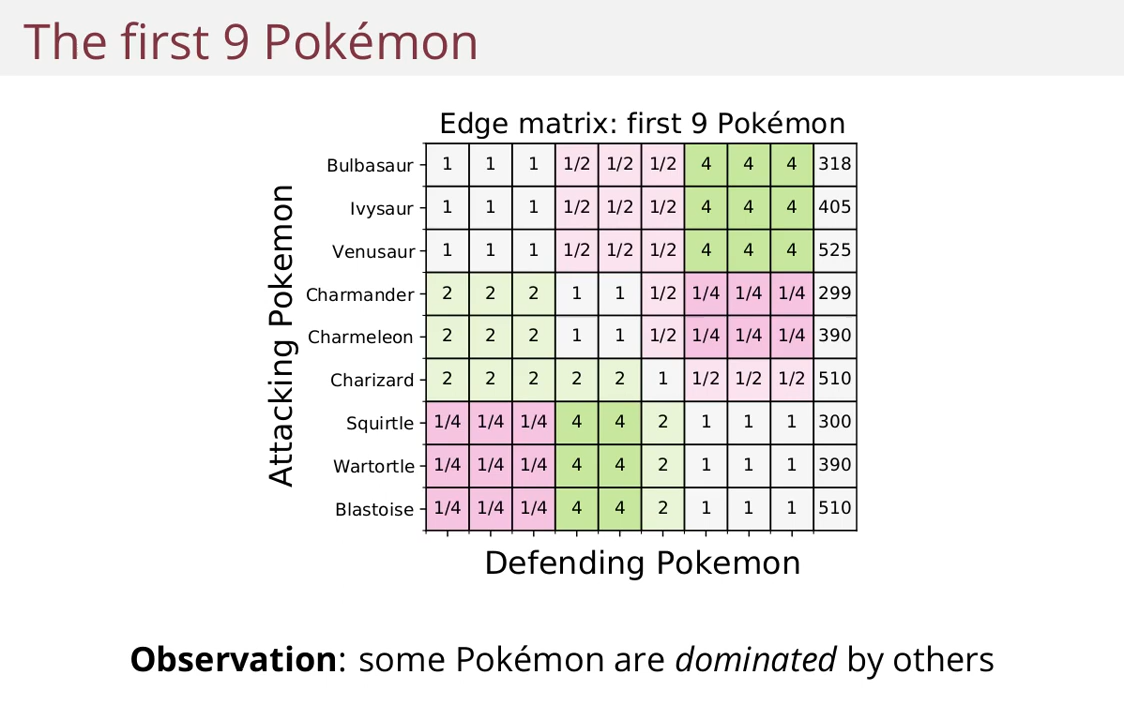 The first 9 Pokémon
Edge matrix: first 9 Pokémon
Attacking Pokemon
Bulbasaur 1 1 1 1/2 1/2 1/2 4 4 4 318
Ivysaur 1 1 1 1/2 1/2 1/2 4 4 4 405
Venusaur 1 1 1 1/2 1/2 1/2 4 4 4 525
Charmander 2 2 2 1 1 1/2 1/4 1/4 1/4 299
Charmeleon 2 2 2 1 1 1/2 1/4 1/4 1/4 390
Charizard 2 2 2 2 2 1 1/2 1/2 1/2 510
Squirtle 1/4 1/4 1/4 4 4 2 1 1 1 300
Wartortle 1/4 1/4 1/4 4 4 2 1 1 1 390
Blastoise 1/4 1/4 1/4 4 4 2 1 1 1 510
Defending Pokemon
Observation: some Pokémon are dominated by others